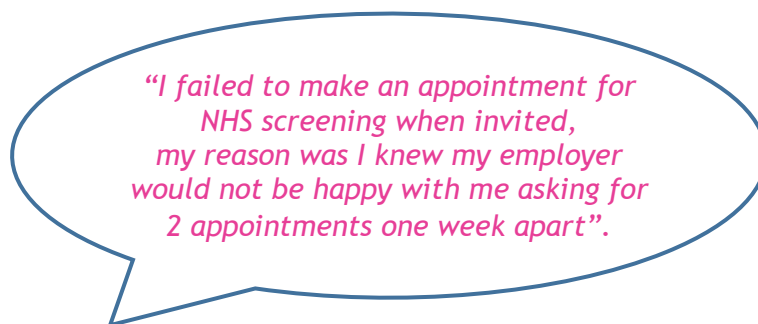 “I failed to make an appointment for
NHS screening when invited,
my reason was I knew my employer
would not be happy with me asking for
2 appointments one week apart”.